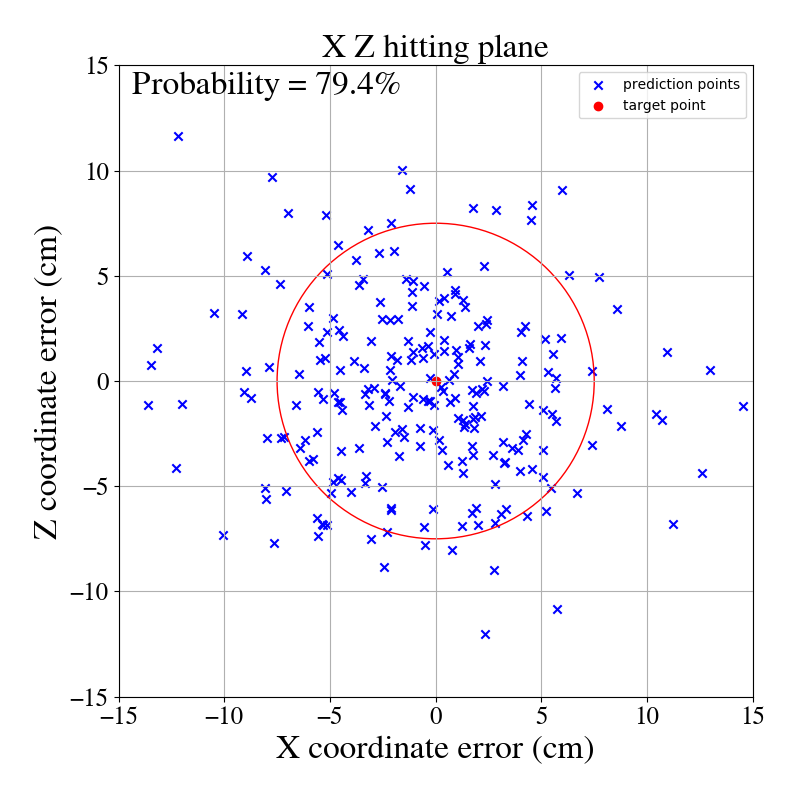 X Z hitting plane
Probability = 79.4%
prediction points
target point
Z coordinate error (cm)
15
10
5
0
−5
−10
−15
−15 −10 −5 0 5 10 15
X coordinate error (cm)